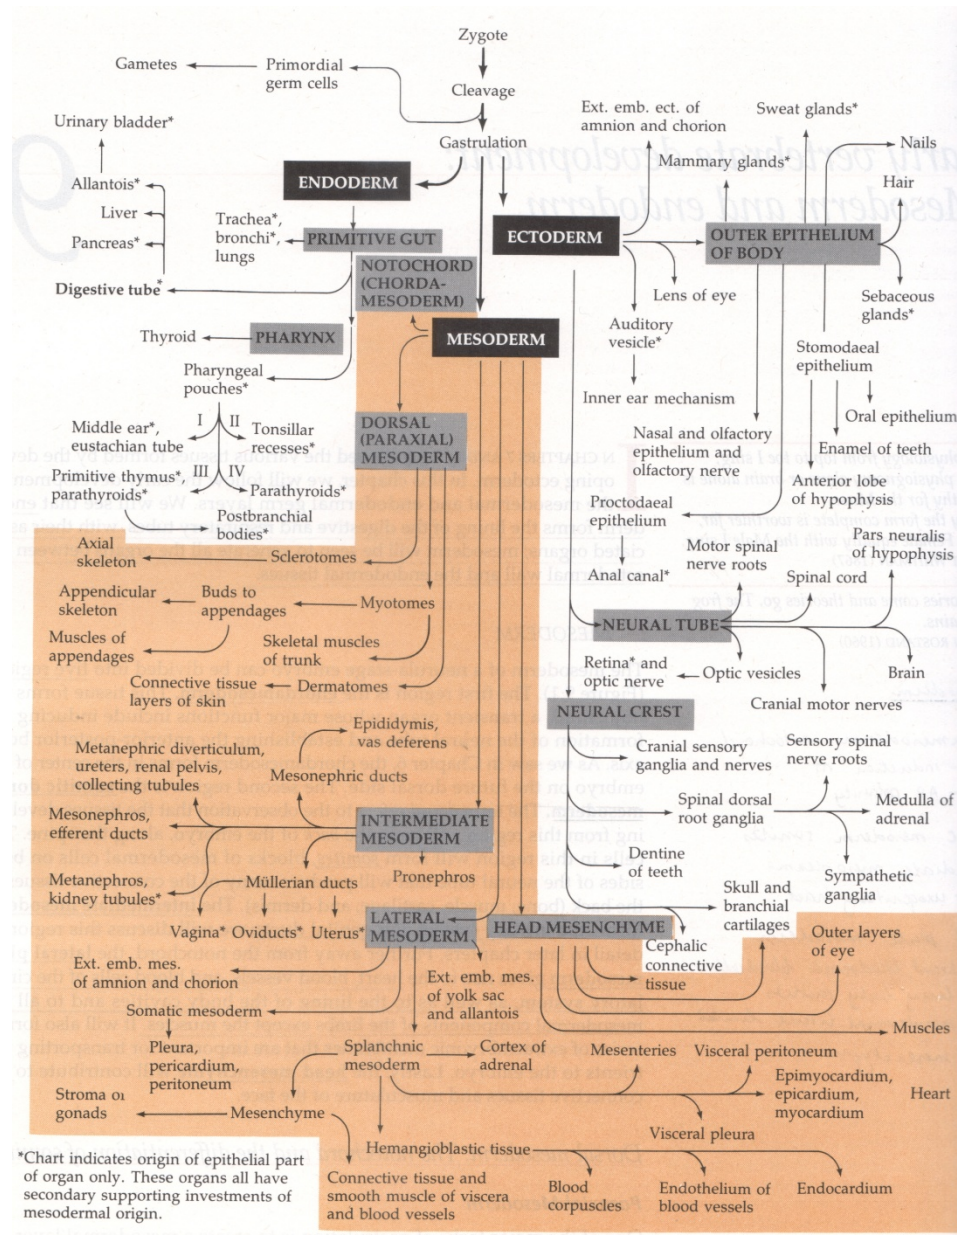 Zygote
Gametes
Primordial
germ cells
Cleavage
Gastrulation
Urinary bladder*
Allantois*
Liver
Pancreas*
Digestive tube*
ENDODERM
Trachea*,
bronchi*,
lungs
PRIMITIVE GUT
NOTOCHORD
(CHORDA-
MESODERM)
Thyroid
PHARYNX
Pharyngeal
pouches*
I
II
III
IV
Middle ear*,
eustachian tube
Tonsillar
recesses*
Primitive thymus*,
parathyroids*
Parathyroids*
Postbranchial
bodies*
Ext. emb. ect. of
amnion and chorion
Sweat glands*
Mammary glands*
Nails
Hair
ECTODERM
OUTER EPITHELIUM
OF BODY
Lens of eye
Sebaceous
glands*
Auditory
vesicle*
Inner ear mechanism
Stomodaeal
epithelium
Oral epithelium
Enamel of teeth
Anterior lobe
of hypophysis
Nasal and olfactory
epithelium and
olfactory nerve
Proctodaeal
epithelium
Anal canal*
MESODERM
DORSAL
(PARAXIAL)
MESODERM
Axial
skeleton
Sclerotomes
Appendicular
skeleton
Buds to
appendages
Myotomes
Muscles of
appendages
Skeletal muscles
of trunk
Connective tissue
layers of skin
Dermatomes
Motor spinal
nerve roots
Pars neuralis
of hypophysis
Spinal cord
NEURAL TUBE
Retina* and
optic nerve
Optic vesicles
Brain
Cranial motor nerves
NEURAL CREST
Cranial sensory
ganglia and nerves
Sensory spinal
nerve roots
Spinal dorsal
root ganglia
Medulla of
adrenal
Dentine
of teeth
Sympathetic
ganglia
Skull and
branchial
cartilages
Cephalic
connective
tissue
Epididymis,
vas deferens
Metanephric diverticulum,
ureters, renal pelvis,
collecting tubules
Mesonephric ducts
Mesonephros,
efferent ducts
INTERMEDIATE
MESODERM
Metanephros,
kidney tubules*
Müllerian ducts
Pronephros
Vagina*
Oviducts*
Uterus*
LATERAL
MESODERM
HEAD MESENCHYME
Outer layers
of eye
Ext. emb. mes.
of amnion and chorion
Ext. emb. mes.
of yolk sac
and allantois
Somatic mesoderm
Pleura,
pericardium,
peritoneum
Splanchnic
mesoderm
Cortex of
adrenal
Muscles
Mesenteries
Visceral peritoneum
Epimyocardium,
epicardium,
myocardium
Heart
Visceral pleura
Stroma of
gonads
Mesenchyme
Hemangioblastic tissue
Connective tissue and
smooth muscle of viscera
and blood vessels
Blood
corpuscles
Endothelium of
blood vessels
Endocardium
*Chart indicates origin of epithelial part
of organ only. These organs all have
secondary supporting investments of
mesodermal origin.